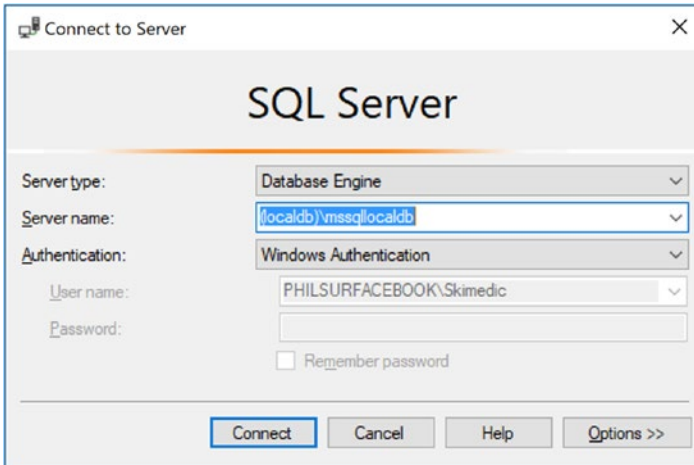 Connect to Server
SQL Server
Server type: Database Engine
Server name: (localdb)\mssqllocaldb
Authentication: Windows Authentication
User name: PHILSURFACEBOOK\Skimedic
Password:
Remember password
Connect Cancel Help Options >>